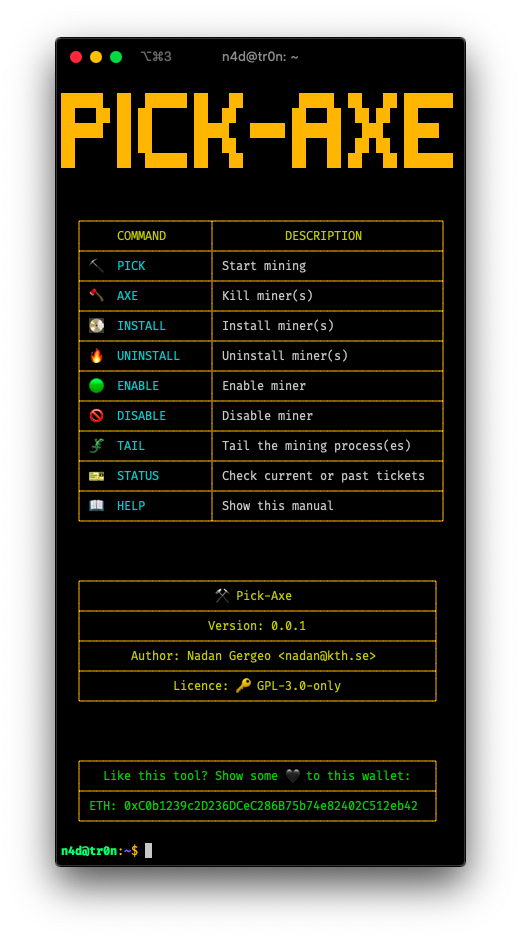 ⌥⌘3 n4d@tr0n: ~
PICK-AXE
COMMAND DESCRIPTION
PICK Start mining
AXE Kill miner(s)
INSTALL Install miner(s)
UNINSTALL Uninstall miner(s)
ENABLE Enable miner
DISABLE Disable miner
TAIL Tail the mining process(es)
STATUS Check current or past tickets
HELP Show this manual
⚒ Pick-Axe
Version: 0.0.1
Author: Nadan Gergeo <nadan@kth.se>
Licence: 🔑 GPL-3.0-only
Like this tool? Show some 🖤 to this wallet:
ETH: 0xC0b1239c2D236DCeC286B75b74e82402C512eb42
n4d@tr0n:~$